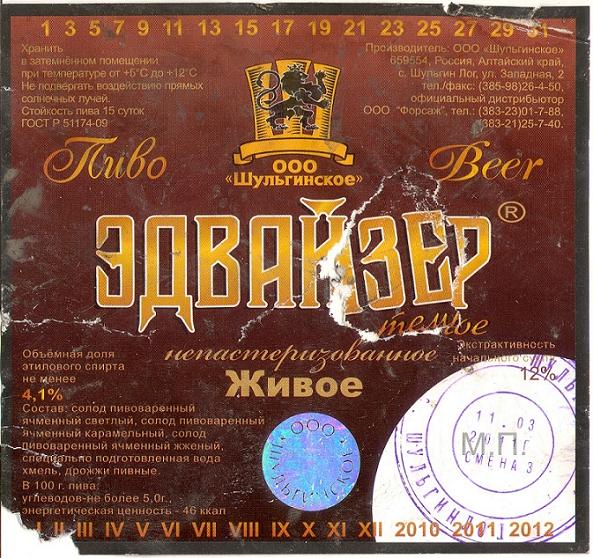 1 3 5 7 9 11 13 15 17 19 21 23 25 27 29 31
Хранить
в затемнённом помещении
при температуре от +5°С до +12°С
Не подвергать воздействию прямых
солнечных лучей.
Стойкость пива 15 суток
ГОСТ Р 51174-09
Производитель: ООО «Шульгинское»
659554, Россия, Алтайский край,
с. Шульгин Лог, ул. Западная, 2
тел./факс: (385-98)26-4-50,
официальный дистрибьютор
ООО "Форсаж", тел.: (383-23)01-7-88,
(383-21)25-7-40.
Пиво
Beer
ООО
«Шульгинское»
ЭДВАЙЗЕР®
темное
непастеризованное
Живое
Объёмная доля
этилового спирта
не менее
4,1%
Экстрактивность
начального
12%
Состав: солод пивоваренный
ячменный светлый, солод пивоваренный
ячменный карамельный, солод
пивоваренный ячменный жжёный,
специально подготовленная вода
хмель, дрожжи пивные.
В 100 г. пива:
углеводов-не более 5,0г.,
энергетическая ценность - 46 ккал
ООО
Шульгинское
11.03
М.П.
СМЕНА 3
I II III IV V VI VII VIII IX X XI XII 2010 2011 2012